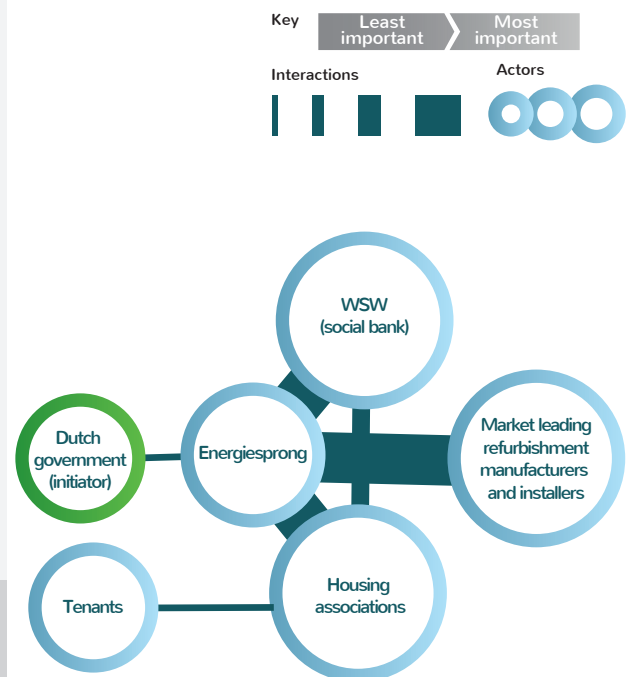 Key
Least
important
Most
important
Interactions
Actors
WSW
(social bank)
Dutch
government
(initiator)
Energiesprong
Market leading
refurbishment
manufacturers
and installers
Tenants
Housing
associations